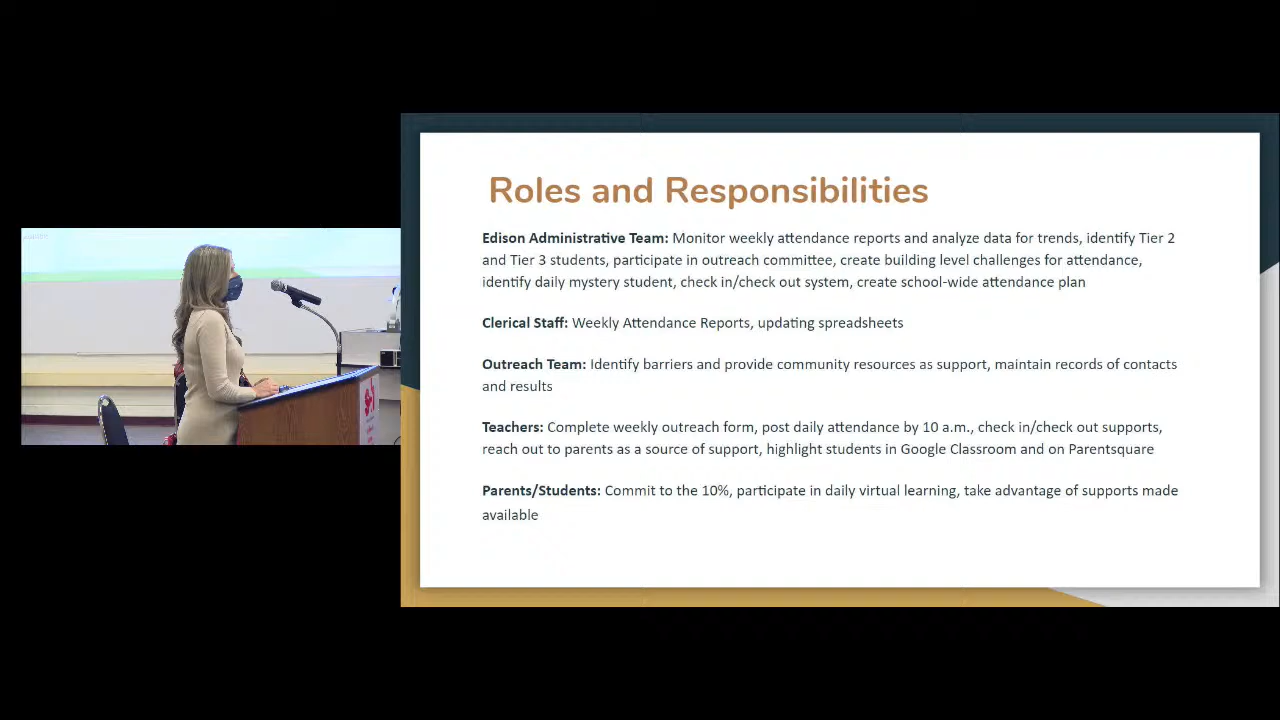 Roles and Responsibilities
Edison Administrative Team: Monitor weekly attendance reports and analyze data for trends, identify Tier 2
and Tier 3 students, participate in outreach committee, create building level challenges for attendance,
identify daily mystery student, check in/check out system, create school-wide attendance plan
Clerical Staff: Weekly Attendance Reports, updating spreadsheets
Outreach Team: Identify barriers and provide community resources as support, maintain records of contacts
and results
Teachers: Complete weekly outreach form, post daily attendance by 10 a.m., check in/check out supports,
reach out to parents as a source of support, highlight students in Google Classroom and on Parentsquare
Parents/Students: Commit to the 10%, participate in daily virtual learning, take advantage of supports made
available